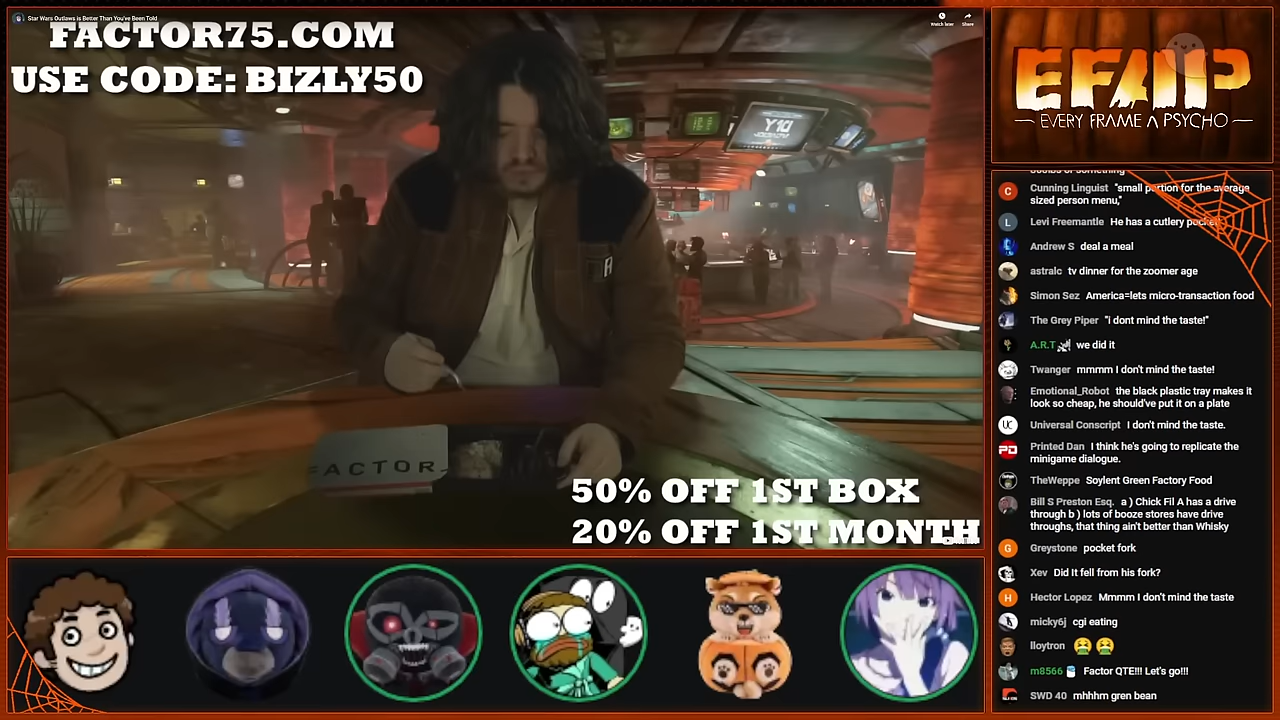 Star Wars Outlaws is Better Than You've Been Told
Watch later
Share
FACTOR75.COM
USE CODE: BIZLY50
Y10
FACTOR
50% OFF 1ST BOX
20% OFF 1ST MONTH
EFAP
EVERY FRAME A PSYCHO
Cunning Linguist "small portion for the average
sized person menu,"
Levi Freemantle He has a cutlery pocket
Andrew S deal a meal
astralc tv dinner for the zoomer age
Simon Sez America=lets micro-transaction food
The Grey Piper "I dont mind the taste!"
A.R.T we did it
Twanger mmmm I don't mind the taste!
Emotional_Robot the black plastic tray makes it
look so cheap, he should've put it on a plate
UC
Universal Conscript I don't mind the taste.
PD
Printed Dan I think he's going to replicate the
minigame dialogue.
TheWeppe Soylent Green Factory Food
Bill S Preston Esq. a ) Chick Fil A has a drive
through b ) lots of booze stores have drive
throughs, that thing ain't better than Whisky
G
Greystone pocket fork
Xev Did It fell from his fork?
H
Hector Lopez Mmmm I don't mind the taste
micky6j cgi eating
lloytron
m8566 Factor QTE!!! Let's go!!!
SWD 40 mhhhm gren bean